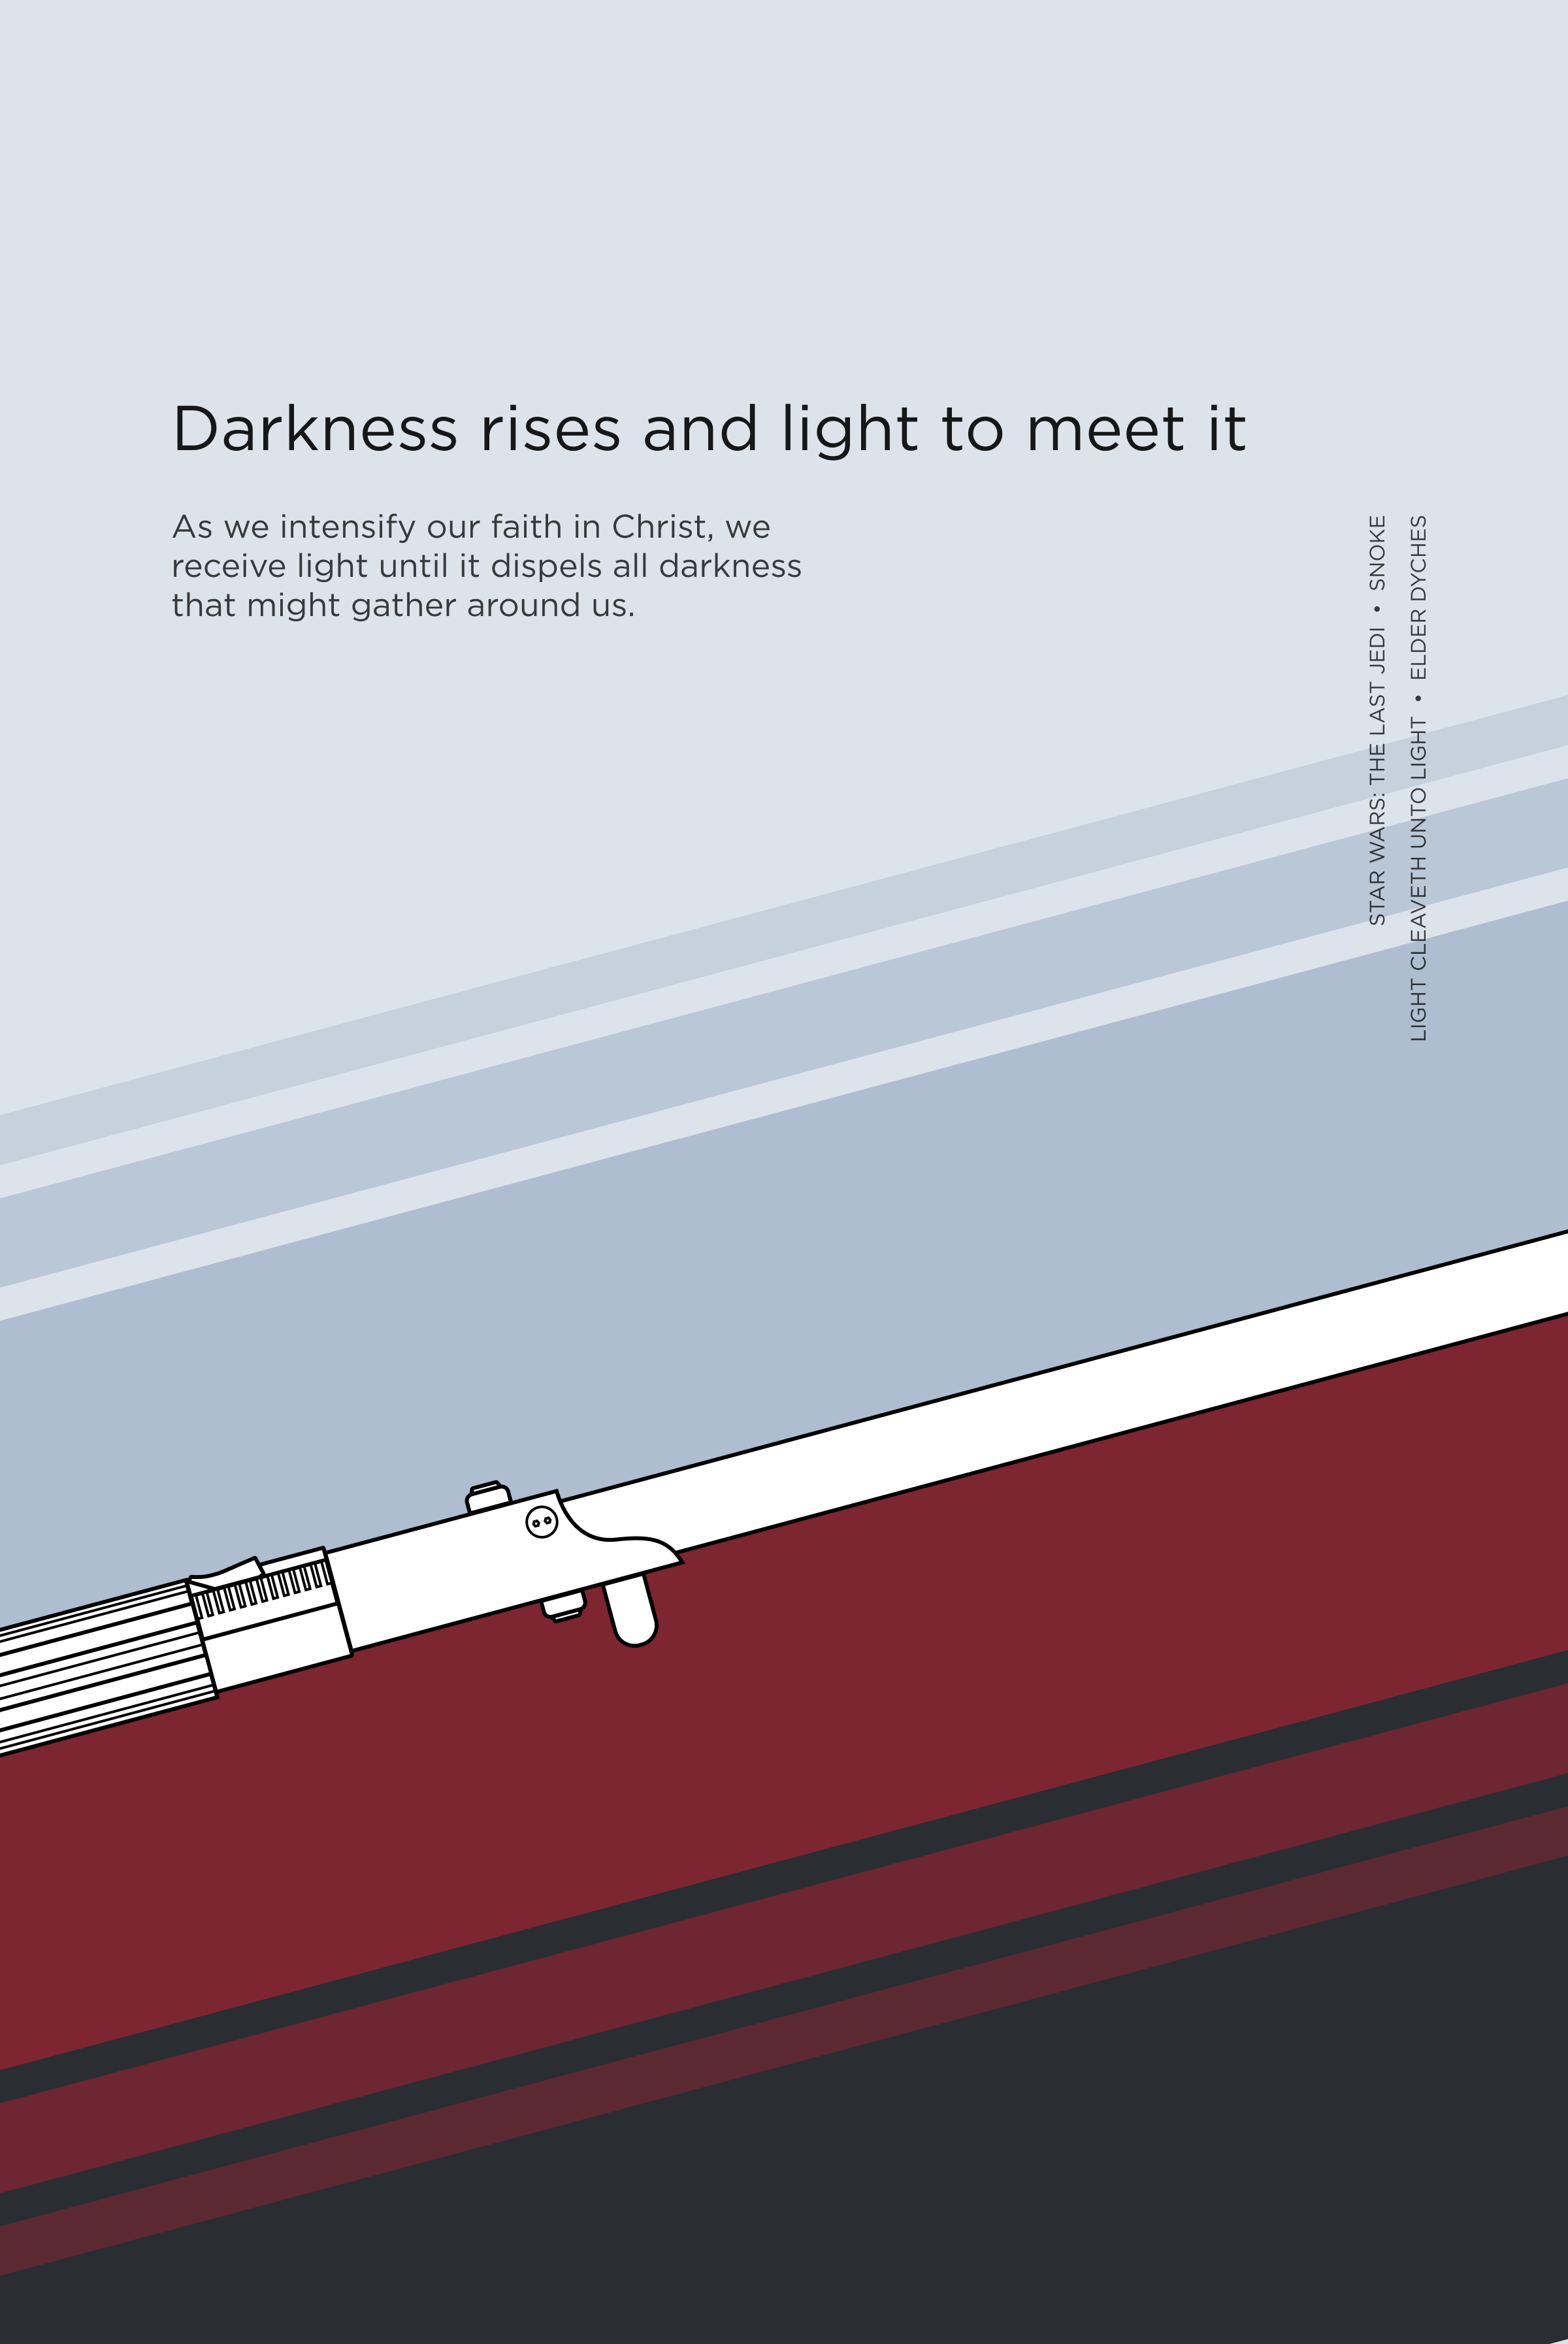 Darkness rises and light to meet it
As we intensify our faith in Christ, we
receive light until it dispels all darkness
that might gather around us.
STAR WARS: THE LAST JEDI • SNOKE
LIGHT CLEAVETH UNTO LIGHT • ELDER DYCHES